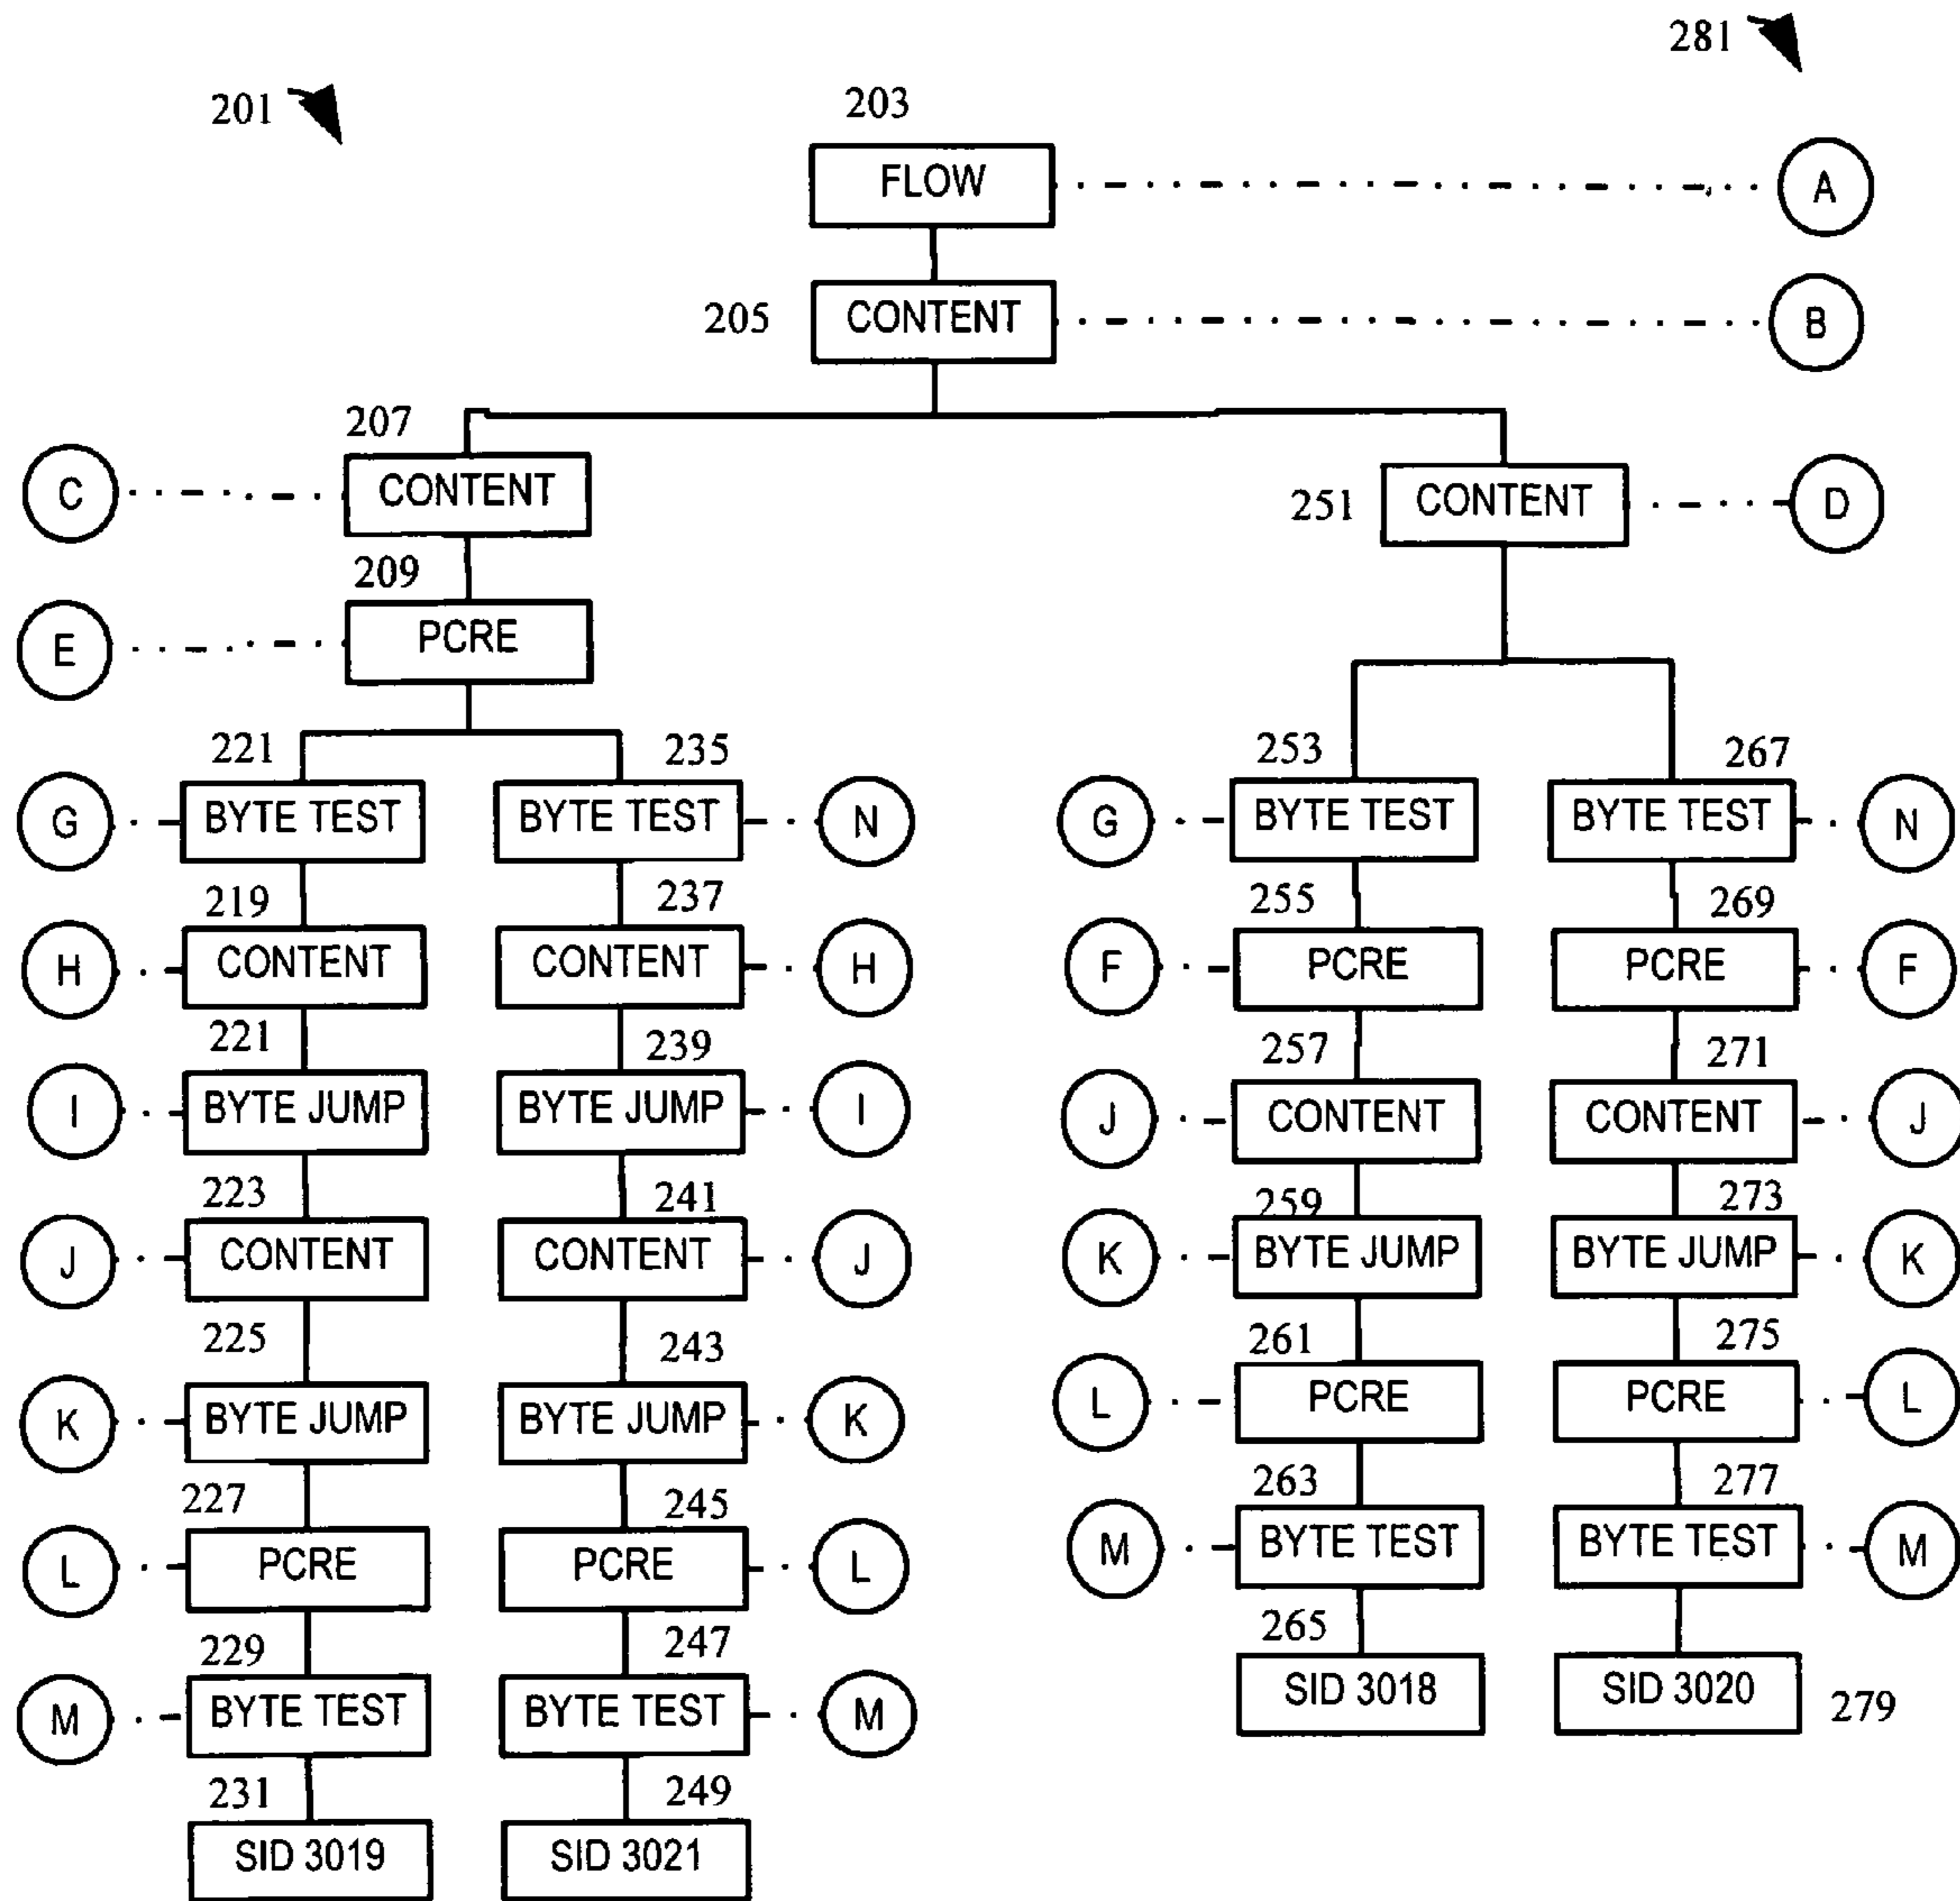 281
201
203
FLOW
A
205
CONTENT
B
207
C
CONTENT
251
CONTENT
D
209
E
PCRE
221
235
253
267
G
BYTE TEST
BYTE TEST
N
G
BYTE TEST
BYTE TEST
N
219
237
255
269
H
CONTENT
CONTENT
H
F
PCRE
PCRE
F
221
239
257
271
I
BYTE JUMP
BYTE JUMP
I
J
CONTENT
CONTENT
J
223
241
259
273
J
CONTENT
CONTENT
J
K
BYTE JUMP
BYTE JUMP
K
225
243
261
275
K
BYTE JUMP
BYTE JUMP
K
L
PCRE
PCRE
L
227
245
263
277
L
PCRE
PCRE
L
M
BYTE TEST
BYTE TEST
M
229
247
265
M
BYTE TEST
BYTE TEST
M
SID 3018
SID 3020
279
231
249
SID 3019
SID 3021